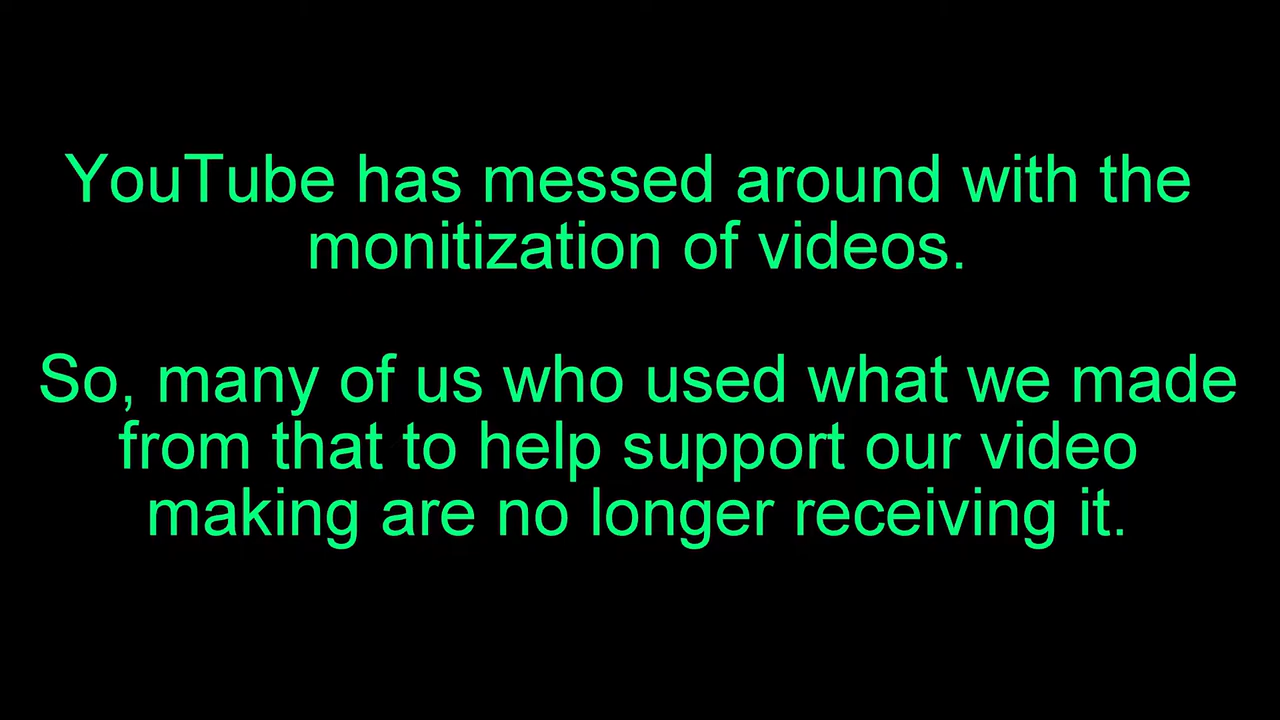 YouTube has messed around with the
monitization of videos.
So, many of us who used what we made
from that to help support our video
making are no longer receiving it.